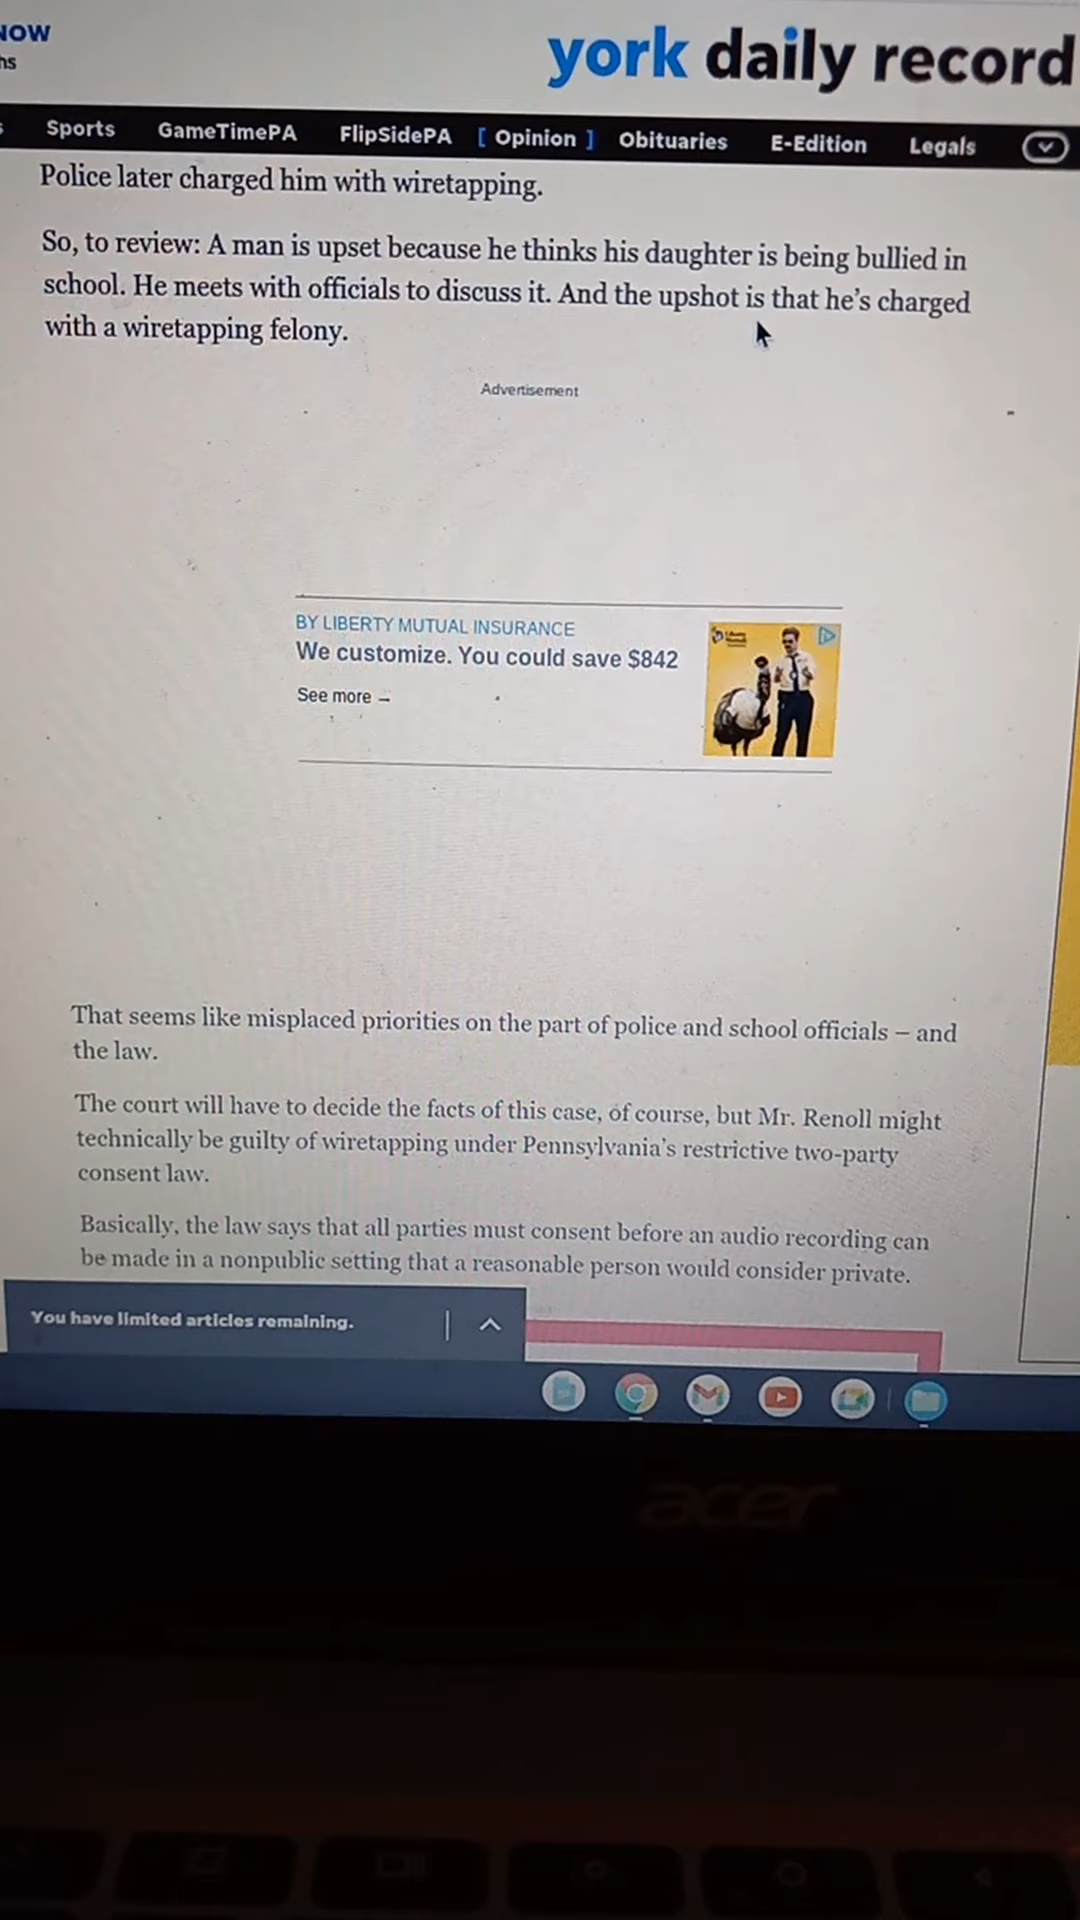 NOW
york daily record
hs
Sports GameTimePA FlipSidePA [ Opinion ] Obituaries E-Edition Legals
Police later charged him with wiretapping.
So, to review: A man is upset because he thinks his daughter is being bullied in
school. He meets with officials to discuss it. And the upshot is that he’s charged
with a wiretapping felony.
Advertisement
BY LIBERTY MUTUAL INSURANCE
We customize. You could save $842
See more →
That seems like misplaced priorities on the part of police and school officials – and
the law.
The court will have to decide the facts of this case, of course, but Mr. Renoll might
technically be guilty of wiretapping under Pennsylvania’s restrictive two-party
consent law.
Basically, the law says that all parties must consent before an audio recording can
be made in a nonpublic setting that a reasonable person would consider private.
You have limited articles remaining.
acer